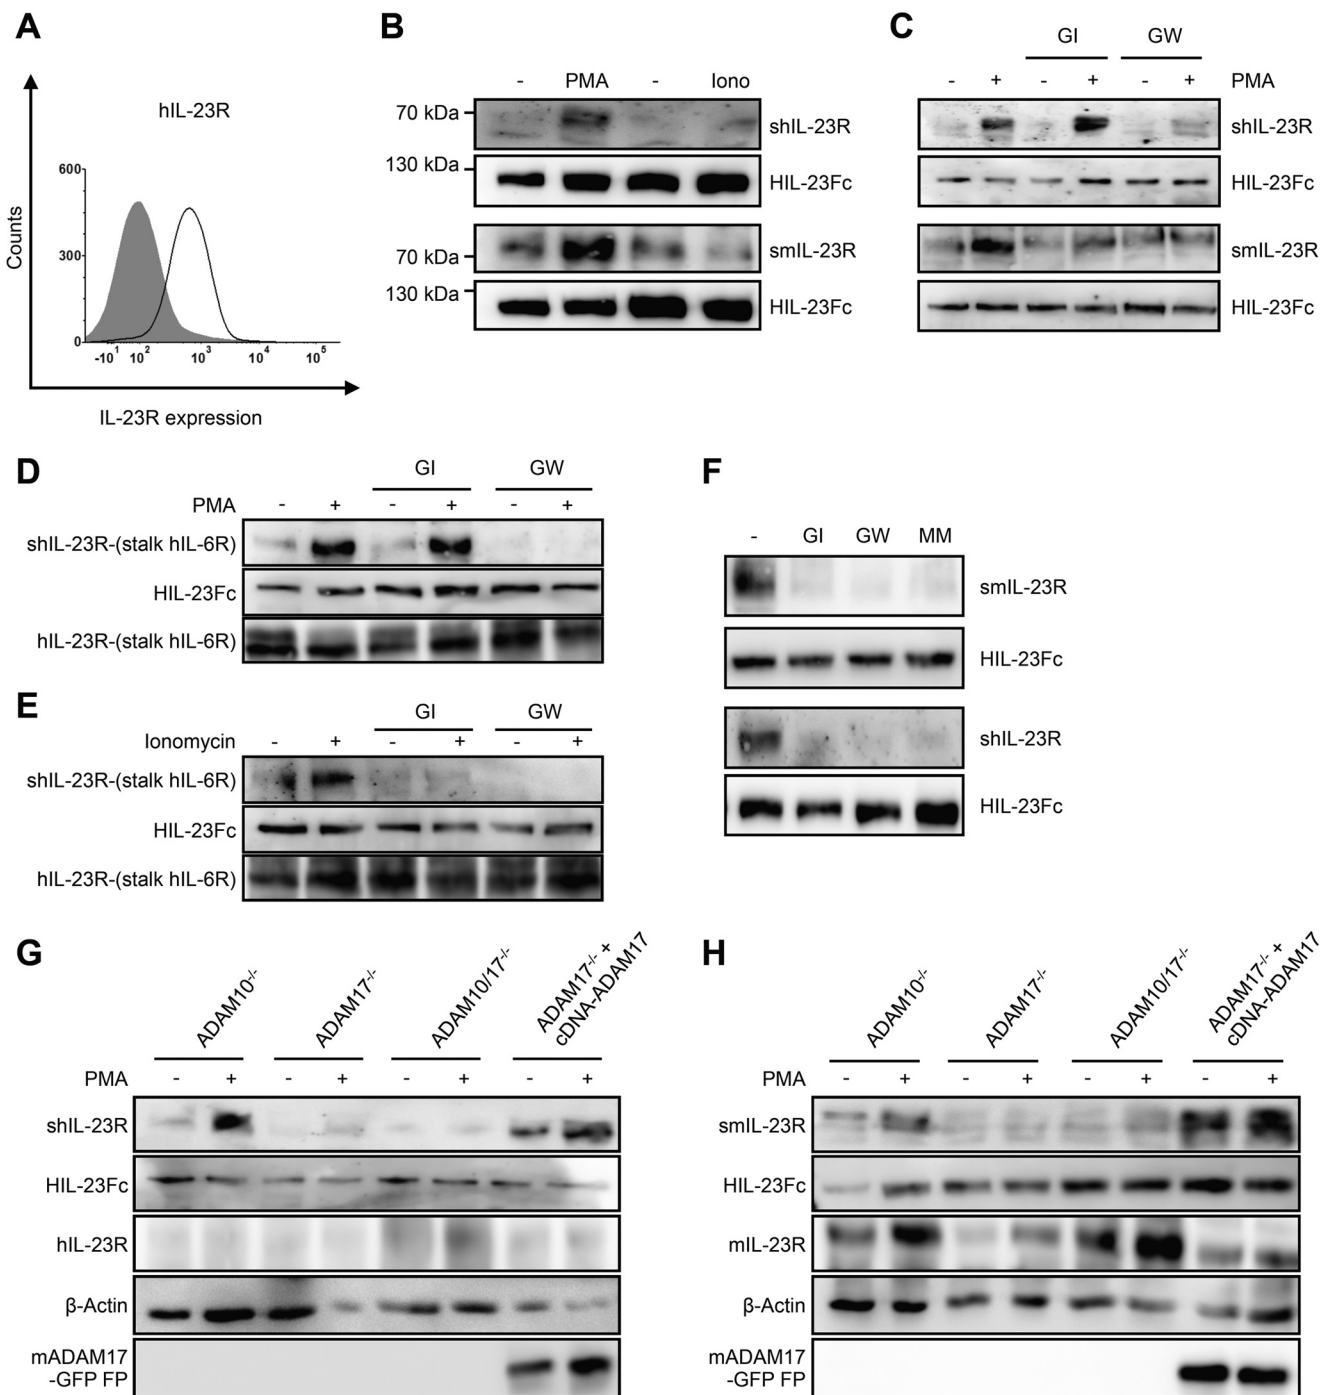 A
hIL-23R
600
300
0
Counts
-10¹ 10² 10³ 10⁴ 10⁵
IL-23R expression
B
- PMA - Iono
70 kDa shIL-23R
130 kDa HIL-23Fc
70 kDa smIL-23R
130 kDa HIL-23Fc
C
GI GW
- + - + - + PMA
shIL-23R
HIL-23Fc
smIL-23R
HIL-23Fc
D
GI GW
PMA - + - + - +
shIL-23R-(stalk hIL-6R)
HIL-23Fc
hIL-23R-(stalk hIL-6R)
E
GI GW
Ionomycin - + - + - +
shIL-23R-(stalk hIL-6R)
HIL-23Fc
hIL-23R-(stalk hIL-6R)
F
- GI GW MM
smIL-23R
HIL-23Fc
shIL-23R
HIL-23Fc
G
ADAM10⁻/⁻
ADAM17⁻/⁻
ADAM10/17⁻/⁻
ADAM17⁻/⁻ +
cDNA-ADAM17
PMA - + - + - + - +
shIL-23R
HIL-23Fc
hIL-23R
β-Actin
mADAM17
-GFP FP
H
ADAM10⁻/⁻
ADAM17⁻/⁻
ADAM10/17⁻/⁻
ADAM17⁻/⁻ +
cDNA-ADAM17
PMA - + - + - + - +
smIL-23R
HIL-23Fc
mIL-23R
β-Actin
mADAM17
-GFP FP